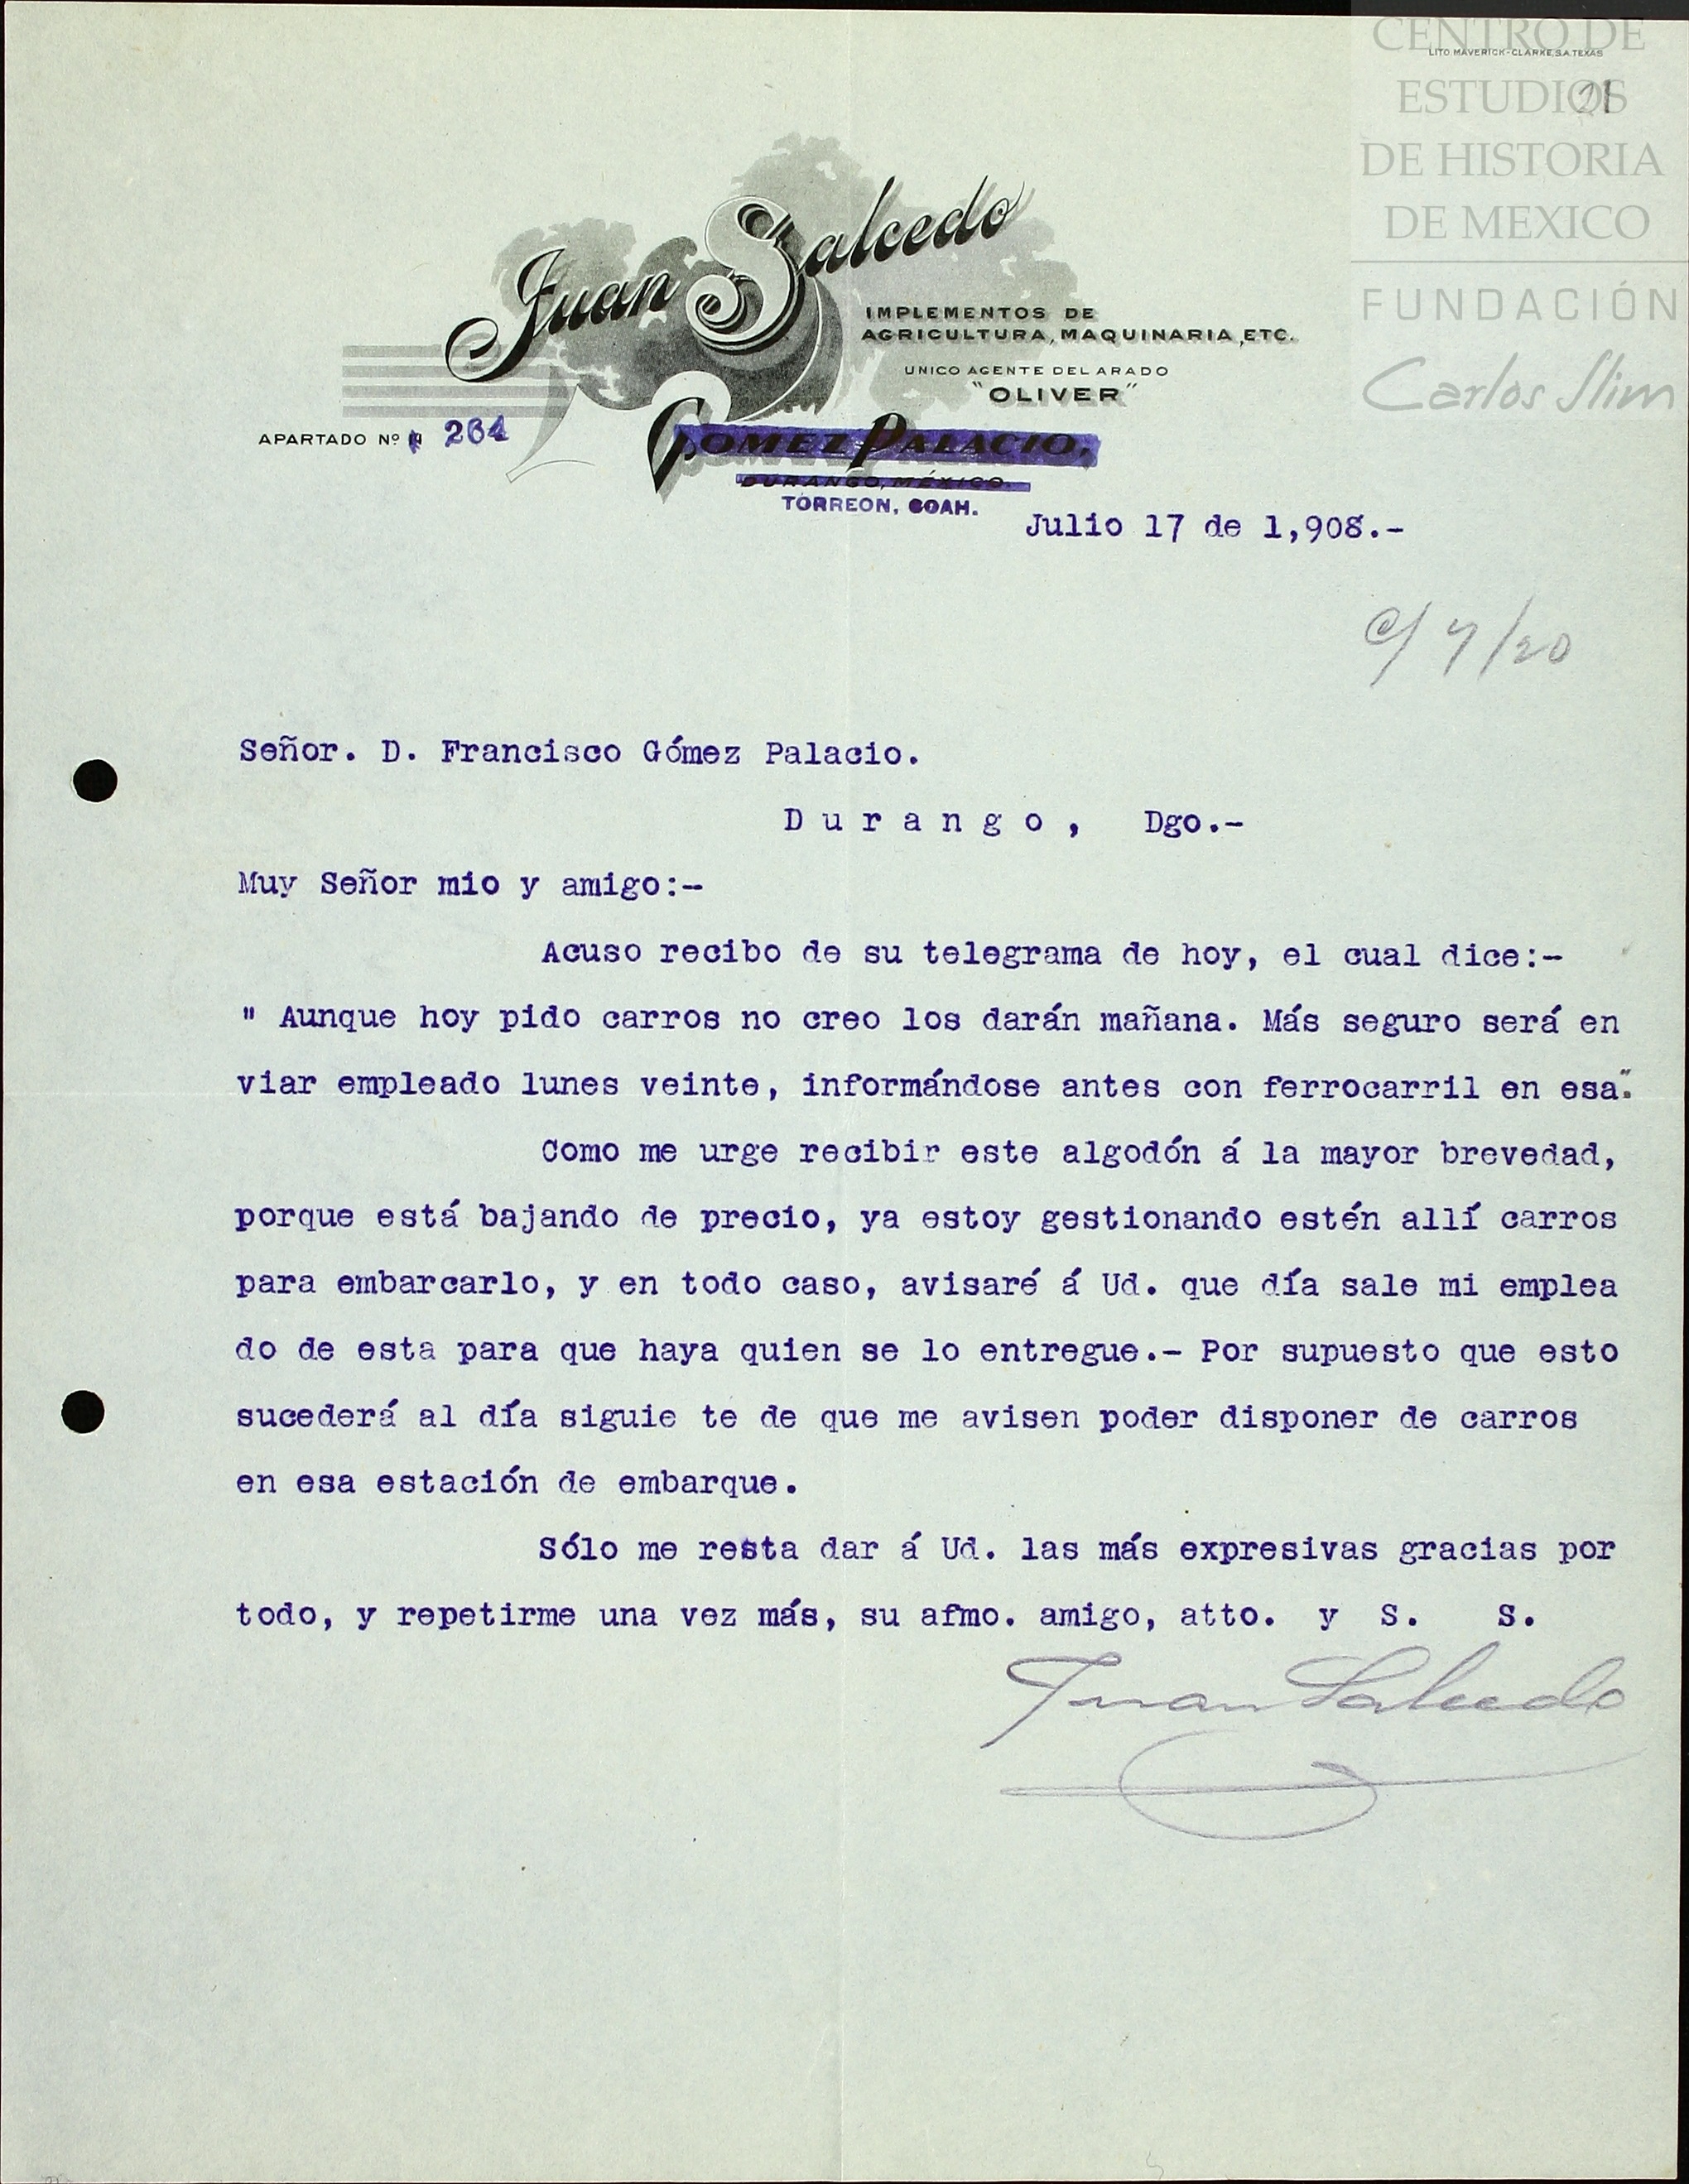 CENTRO DE
LITO MAVERICK-CLARKE, S.A. TEXAS
ESTUDIOS
21
DE HISTORIA
DE MEXICO
FUNDACIÓN
Carlos Slim
Juan Salcedo
IMPLEMENTOS DE
AGRICULTURA, MAQUINARIA, ETC.
UNICO AGENTE DEL ARADO
"OLIVER"
APARTADO Nº 264
GOMEZ PALACIO,
DURANGO, MÉXICO.
TORREON, COAH.
Julio 17 de 1,908.-
c/ 7/20
Señor. D. Francisco Gómez Palacio.
D u r a n g o , Dgo.-
Muy Señor mio y amigo:-
Acuso recibo de su telegrama de hoy, el cual dice:-
" Aunque hoy pido carros no creo los darán mañana. Más seguro será en
viar empleado lunes veinte, informándose antes con ferrocarril en esa".
Como me urge recibir este algodón á la mayor brevedad,
porque está bajando de precio, ya estoy gestionando estén allí carros
para embarcarlo, y en todo caso, avisaré á Ud. que día sale mi emplea
do de esta para que haya quien se lo entregue.- Por supuesto que esto
sucederá al día siguie te de que me avisen poder disponer de carros
en esa estación de embarque.
Sólo me resta dar á Ud. las más expresivas gracias por
todo, y repetirme una vez más, su afmo. amigo, atto. y S. S.
Juan Salcedo